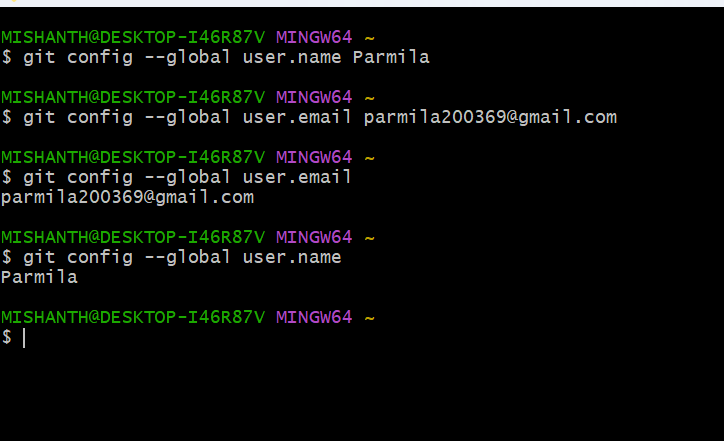 MISHANTH@DESKTOP-I46R87V MINGW64 ~
$ git config --global user.name Parmila
MISHANTH@DESKTOP-I46R87V MINGW64 ~
$ git config --global user.email parmila200369@gmail.com
MISHANTH@DESKTOP-I46R87V MINGW64 ~
$ git config --global user.email
parmila200369@gmail.com
MISHANTH@DESKTOP-I46R87V MINGW64 ~
$ git config --global user.name
Parmila
MISHANTH@DESKTOP-I46R87V MINGW64 ~
$